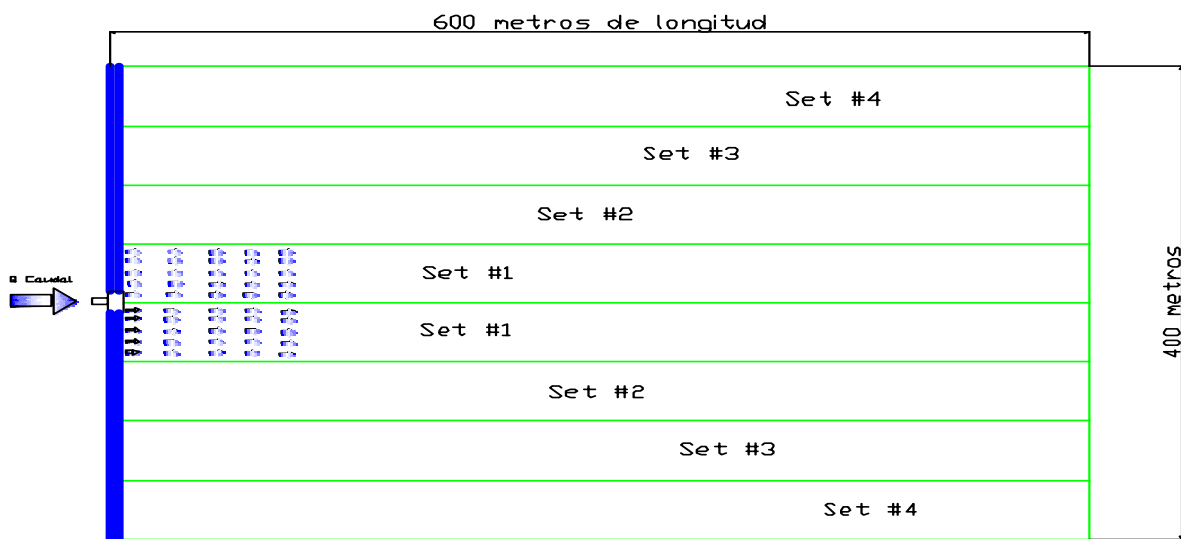 600 metros de longitud
Set #4
Set #3
Set #2
Set #1
Caudal
Set #1
400 metros
Set #2
Set #3
Set #4